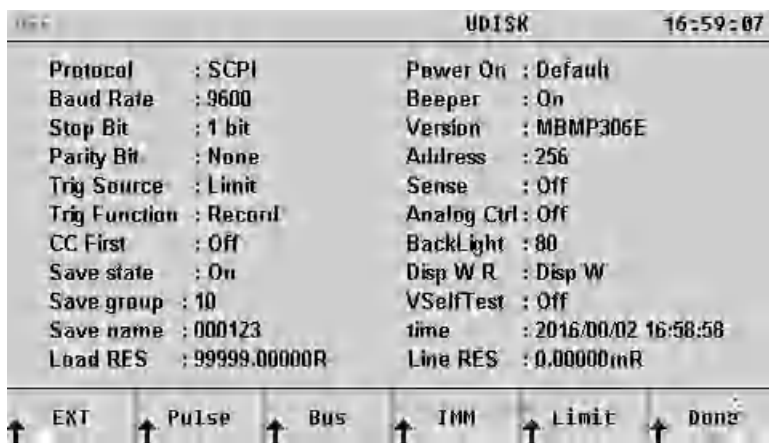 OFF UDISK 16:59:07
Protocol : SCPI Power On : Default
Baud Rate : 9600 Beeper : On
Stop Bit : 1 bit Version : MBMP306E
Parity Bit : None Address : 256
Trig Source : Limit Sense : Off
Trig Function : Record Analog Ctrl : Off
CC First : Off BackLight : 80
Save state : On Disp W R : Disp W
Save group : 10 VSelfTest : Off
Save name : 000123 time : 2016/00/02 16:58:58
Load RES : 99999.00000R Line RES : 0.00000mR
EXT Pulse Bus IMM Limit Done